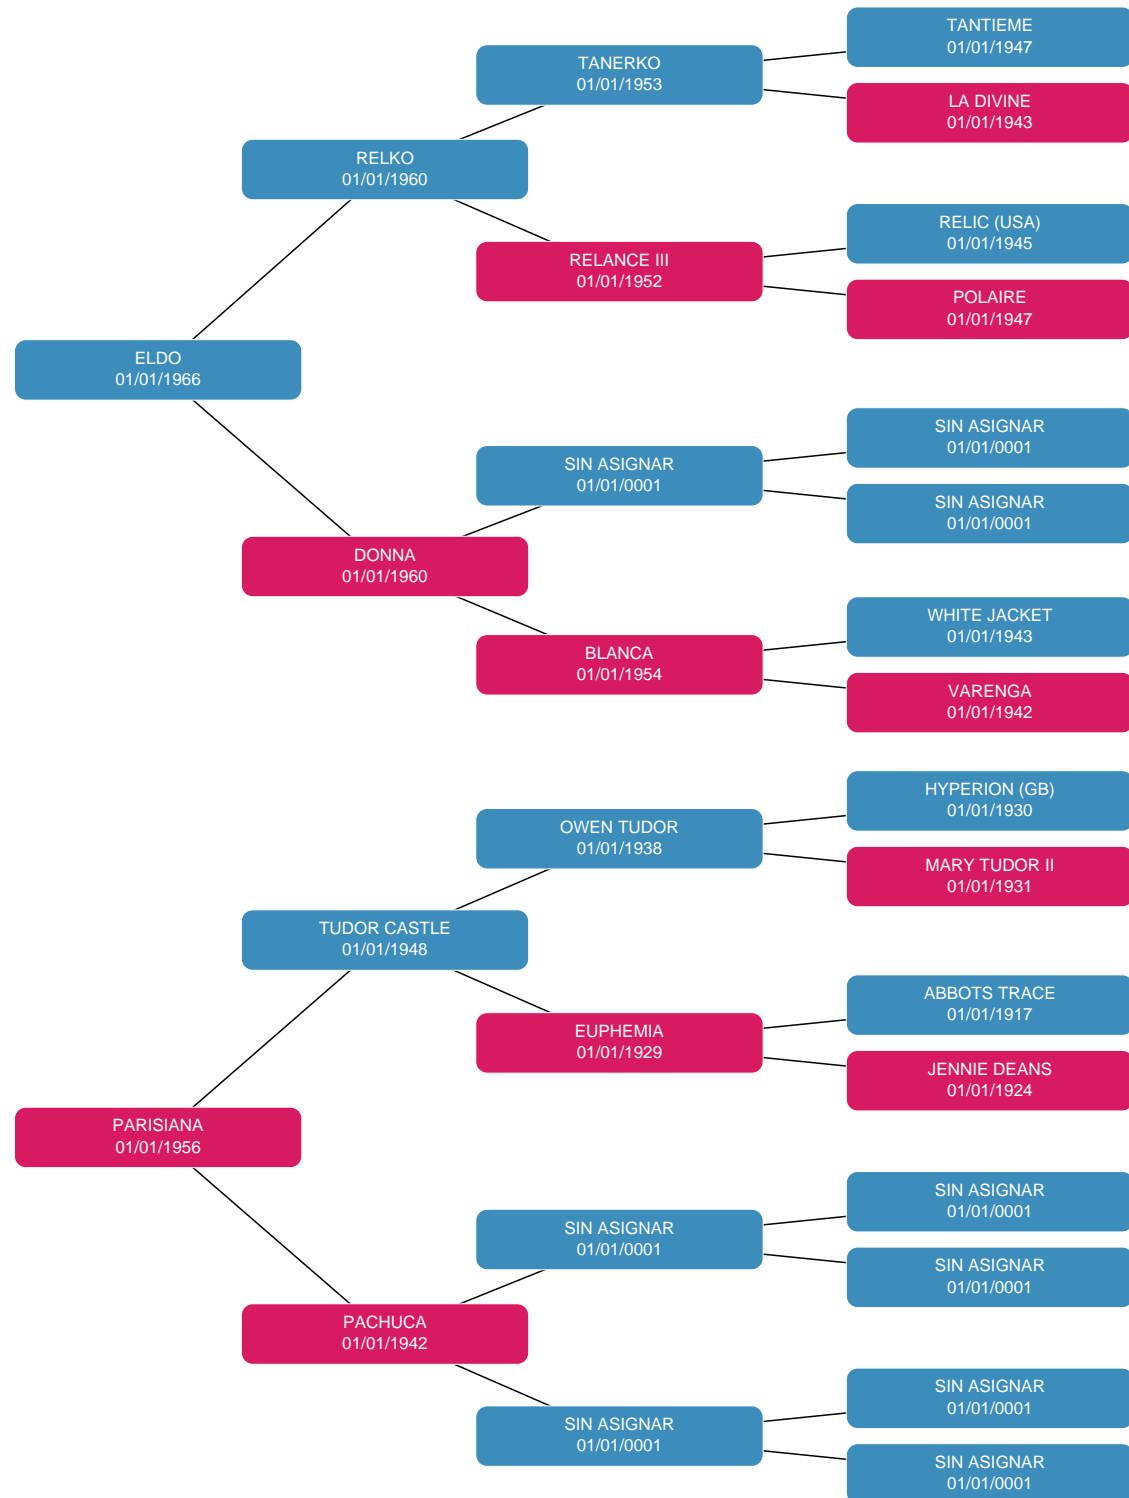 TANTIEME
01/01/1947
TANERKO
01/01/1953
LA DIVINE
01/01/1943
RELKO
01/01/1960
RELIC (USA)
01/01/1945
RELANCE III
01/01/1952
POLAIRE
01/01/1947
ELDO
01/01/1966
SIN ASIGNAR
01/01/0001
SIN ASIGNAR
01/01/0001
SIN ASIGNAR
01/01/0001
DONNA
01/01/1960
WHITE JACKET
01/01/1943
BLANCA
01/01/1954
VARENGA
01/01/1942
HYPERION (GB)
01/01/1930
OWEN TUDOR
01/01/1938
MARY TUDOR II
01/01/1931
TUDOR CASTLE
01/01/1948
ABBOTS TRACE
01/01/1917
EUPHEMIA
01/01/1929
JENNIE DEANS
01/01/1924
PARISIANA
01/01/1956
SIN ASIGNAR
01/01/0001
SIN ASIGNAR
01/01/0001
SIN ASIGNAR
01/01/0001
PACHUCA
01/01/1942
SIN ASIGNAR
01/01/0001
SIN ASIGNAR
01/01/0001
SIN ASIGNAR
01/01/0001